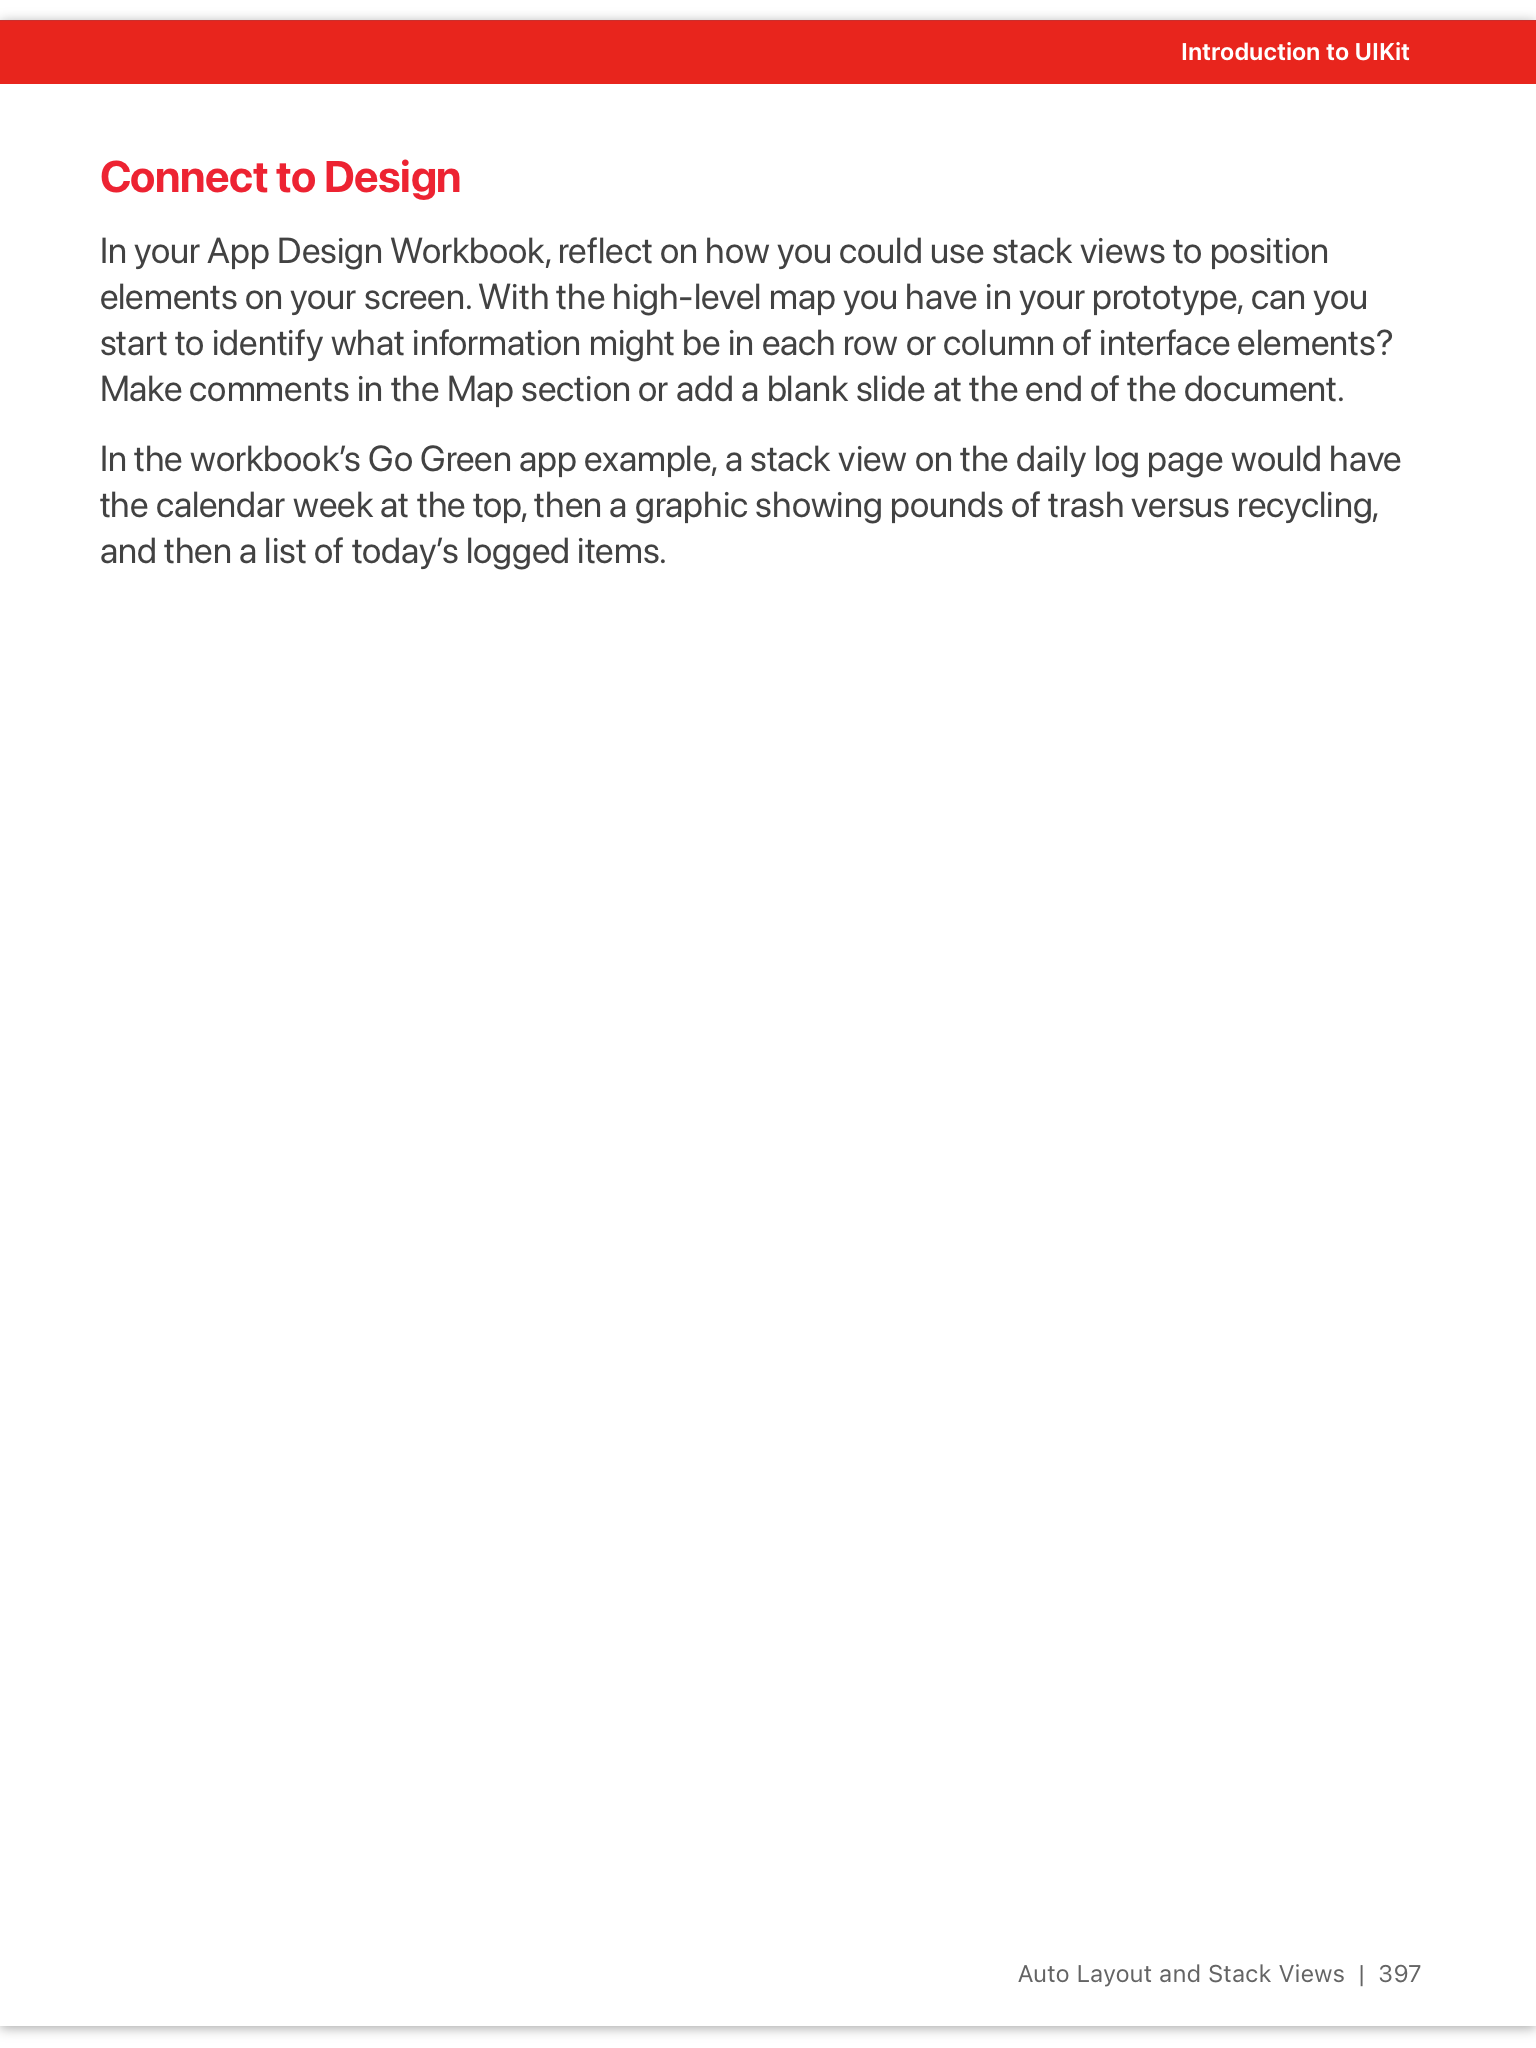 Introduction to UIKit
Connect to Design
In your App Design Workbook, reflect on how you could use stack views to position
elements on your screen. With the high-level map you have in your prototype, can you
start to identify what information might be in each row or column of interface elements?
Make comments in the Map section or add a blank slide at the end of the document.
In the workbook’s Go Green app example, a stack view on the daily log page would have
the calendar week at the top, then a graphic showing pounds of trash versus recycling,
and then a list of today’s logged items.
Auto Layout and Stack Views | 397